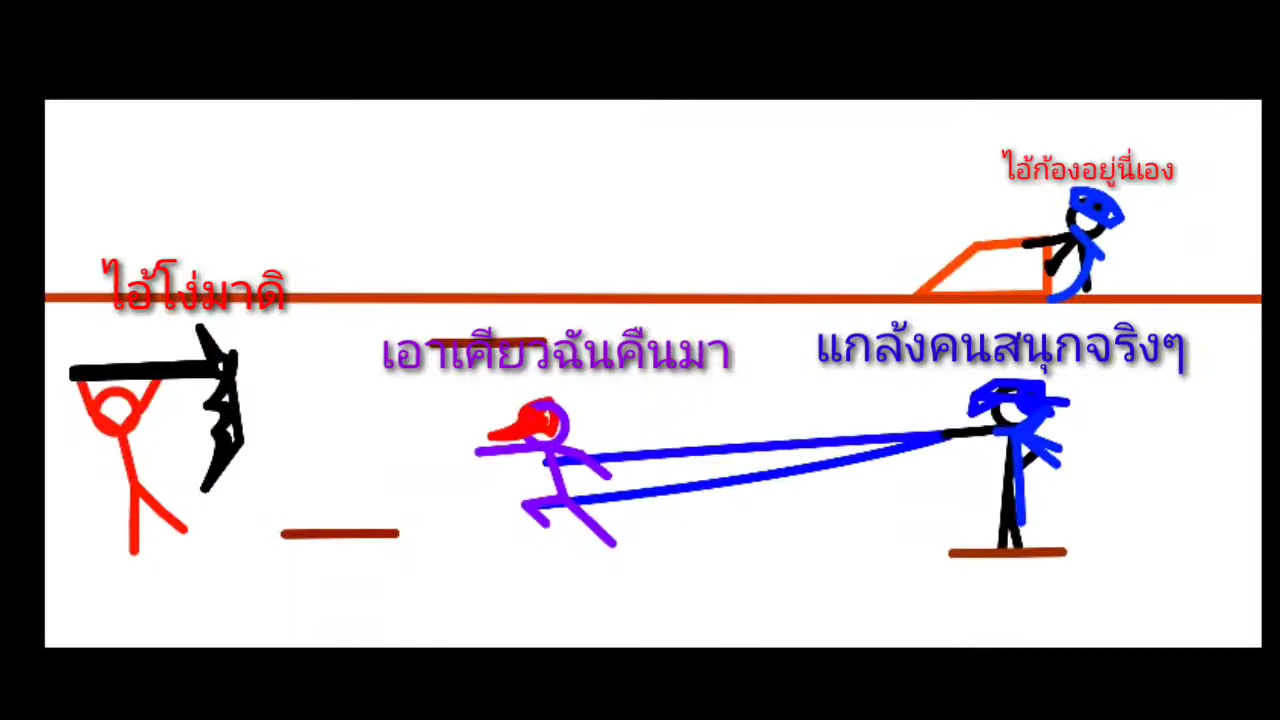 ไอ้ก้องอยู่นี่เอง
ไอ้โง่มาดิ
เอาเคียวฉันคืนมา
แกล้งคนสนุกจริงๆ